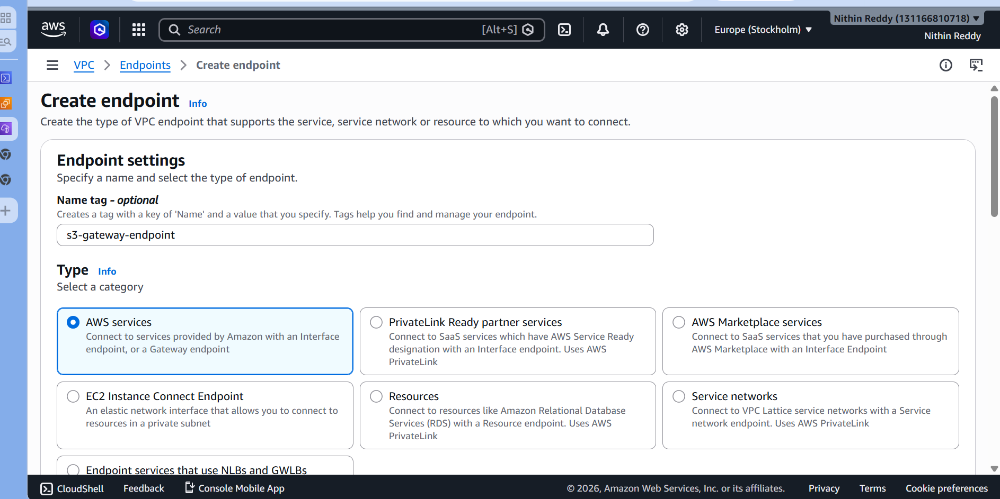 aws
Search [Alt+S]
Europe (Stockholm) ▼
Nithin Reddy (131166810718) ▼
Nithin Reddy
VPC > Endpoints > Create endpoint
Create endpoint Info
Create the type of VPC endpoint that supports the service, service network or resource to which you want to connect.
Endpoint settings
Specify a name and select the type of endpoint.
Name tag - optional
Creates a tag with a key of 'Name' and a value that you specify. Tags help you find and manage your endpoint.
s3-gateway-endpoint
Type Info
Select a category
AWS services
Connect to services provided by Amazon with an Interface
endpoint, or a Gateway endpoint
PrivateLink Ready partner services
Connect to SaaS services which have AWS Service Ready
designation with an Interface endpoint. Uses AWS
PrivateLink
AWS Marketplace services
Connect to SaaS services that you have purchased through
AWS Marketplace with an Interface Endpoint
EC2 Instance Connect Endpoint
An elastic network interface that allows you to connect to
resources in a private subnet
Resources
Connect to resources like Amazon Relational Database
Services (RDS) with a Resource endpoint. Uses AWS
PrivateLink
Service networks
Connect to VPC Lattice service networks with a Service
network endpoint. Uses AWS PrivateLink
Endpoint services that use NLBs and GWLBs
CloudShell Feedback Console Mobile App © 2026, Amazon Web Services, Inc. or its affiliates. Privacy Terms Cookie preferences